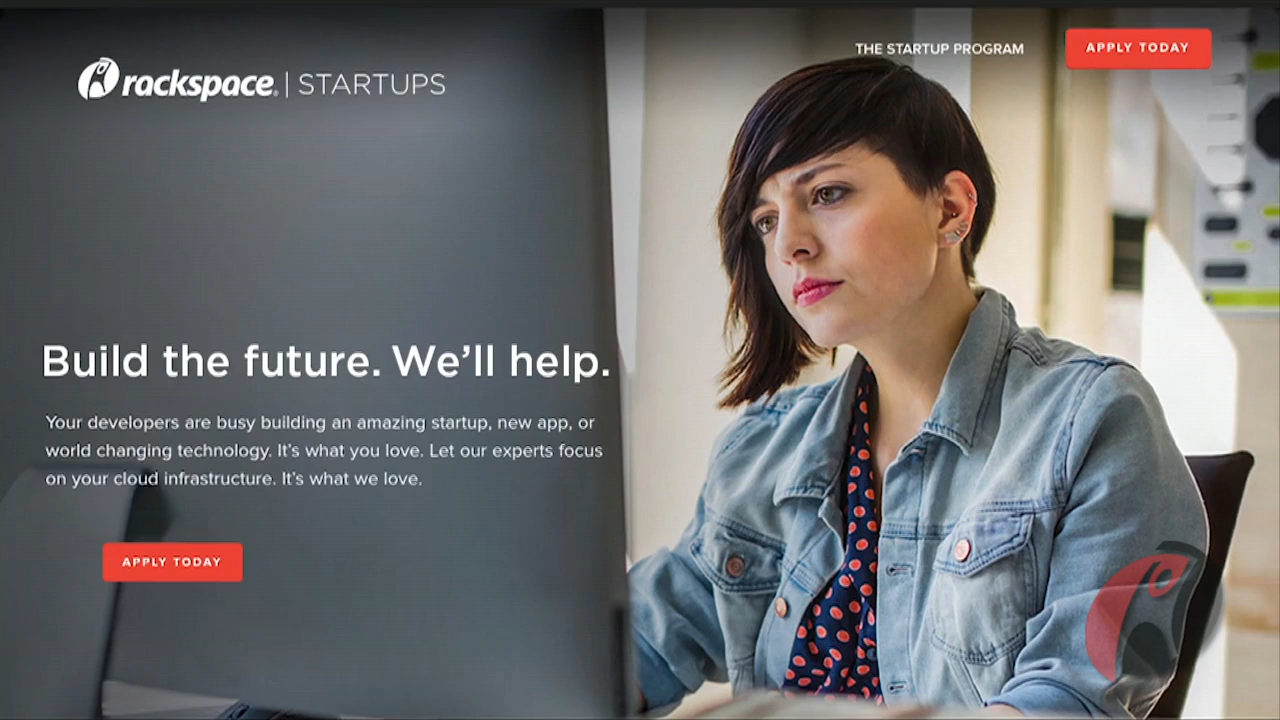 rackspace. | STARTUPS
THE STARTUP PROGRAM
APPLY TODAY
Build the future. We’ll help.
Your developers are busy building an amazing startup, new app, or
world changing technology. It’s what you love. Let our experts focus
on your cloud infrastructure. It’s what we love.
APPLY TODAY